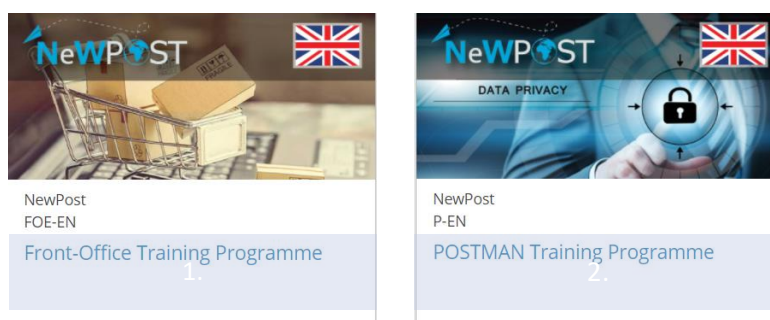 NeWPOST
NewPost
FOE-EN
Front-Office Training Programme
1.
NeWPOST
DATA PRIVACY
NewPost
P-EN
POSTMAN Training Programme
2.